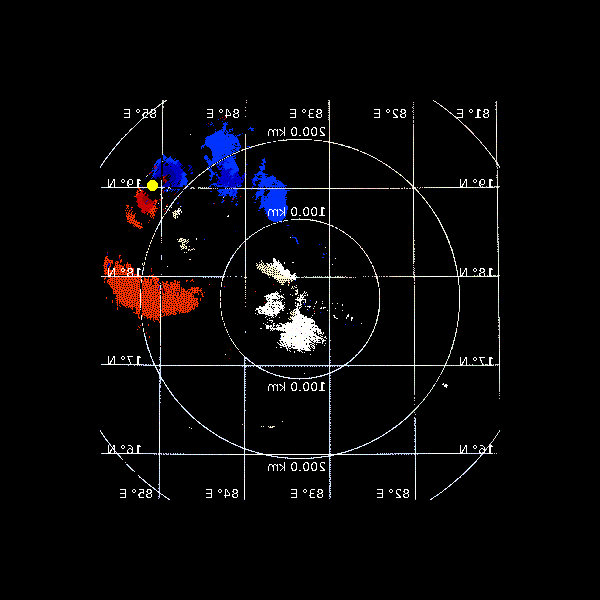 85° E 84° E 83° E 82° E 81° E
200.0 km
19° N 19° N
100.0 km
18° N 18° N
17° N 17° N
100.0 km
16° N 16° N
200.0 km
85° E 84° E 83° E 82° E